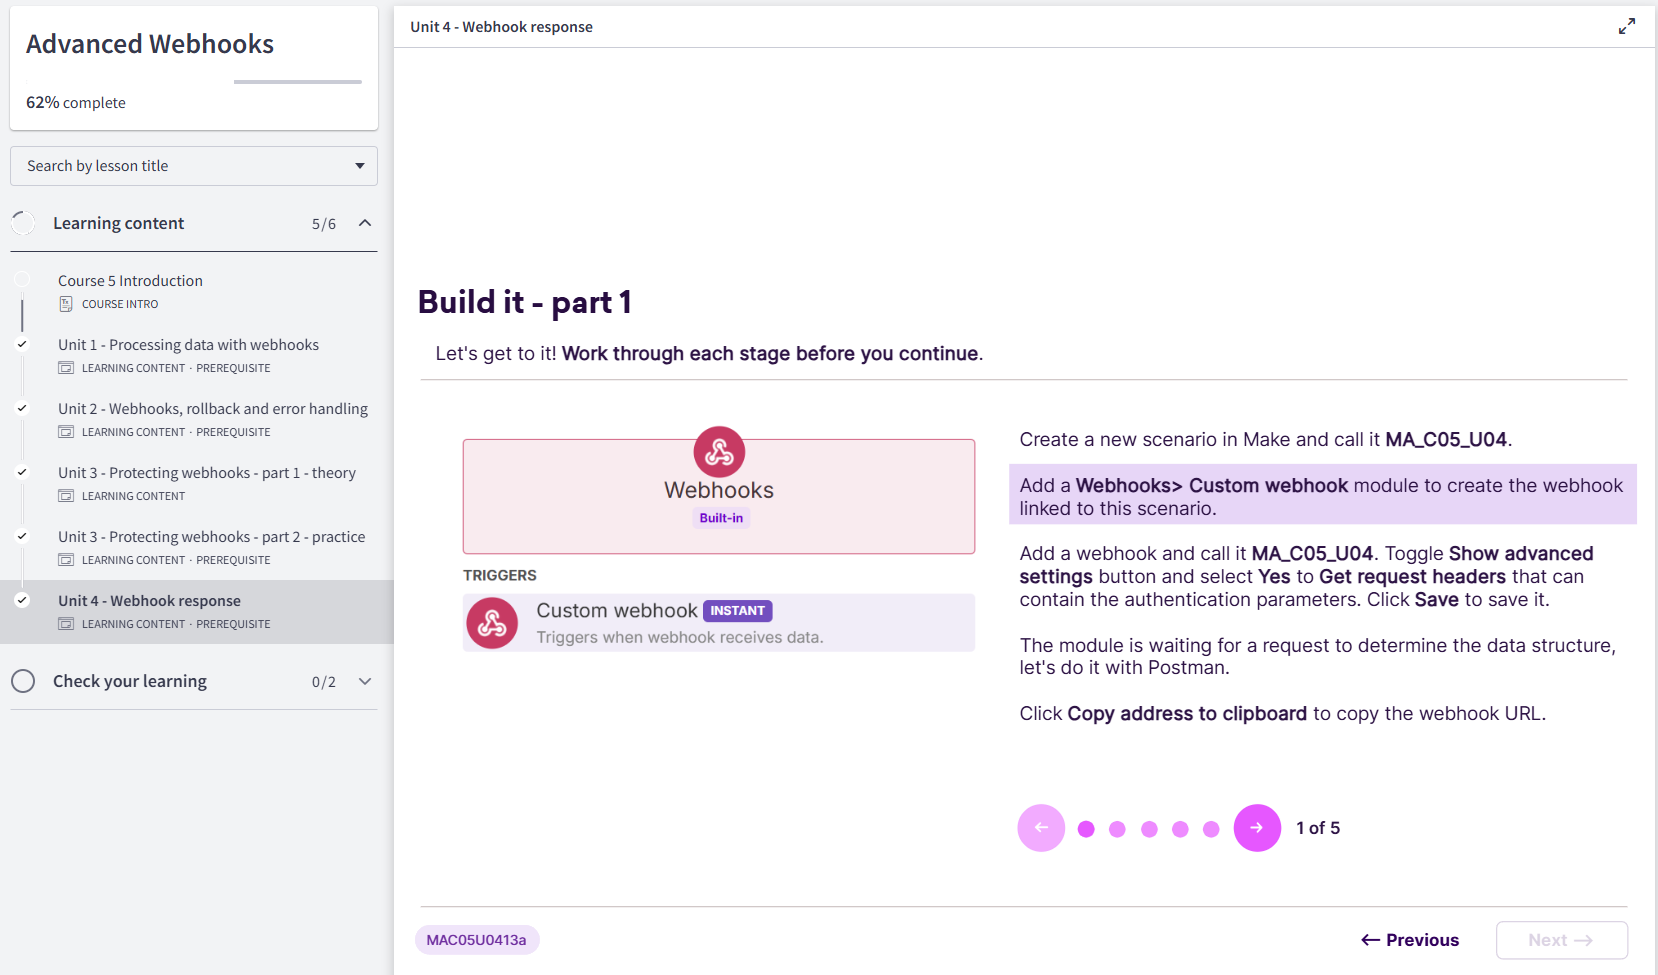 Advanced Webhooks
62% complete
Search by lesson title
Learning content 5/6
Course 5 Introduction
COURSE INTRO
Unit 1 - Processing data with webhooks
LEARNING CONTENT · PREREQUISITE
Unit 2 - Webhooks, rollback and error handling
LEARNING CONTENT · PREREQUISITE
Unit 3 - Protecting webhooks - part 1 - theory
LEARNING CONTENT
Unit 3 - Protecting webhooks - part 2 - practice
LEARNING CONTENT · PREREQUISITE
Unit 4 - Webhook response
LEARNING CONTENT · PREREQUISITE
Check your learning 0/2
Unit 4 - Webhook response
Build it - part 1
Let's get to it! Work through each stage before you continue.
Webhooks
Built-in
TRIGGERS
Custom webhook INSTANT
Triggers when webhook receives data.
Create a new scenario in Make and call it MA_C05_U04.
Add a Webhooks> Custom webhook module to create the webhook
linked to this scenario.
Add a webhook and call it MA_C05_U04. Toggle Show advanced
settings button and select Yes to Get request headers that can
contain the authentication parameters. Click Save to save it.
The module is waiting for a request to determine the data structure,
let's do it with Postman.
Click Copy address to clipboard to copy the webhook URL.
← → 1 of 5
MAC05U0413a
← Previous
Next →